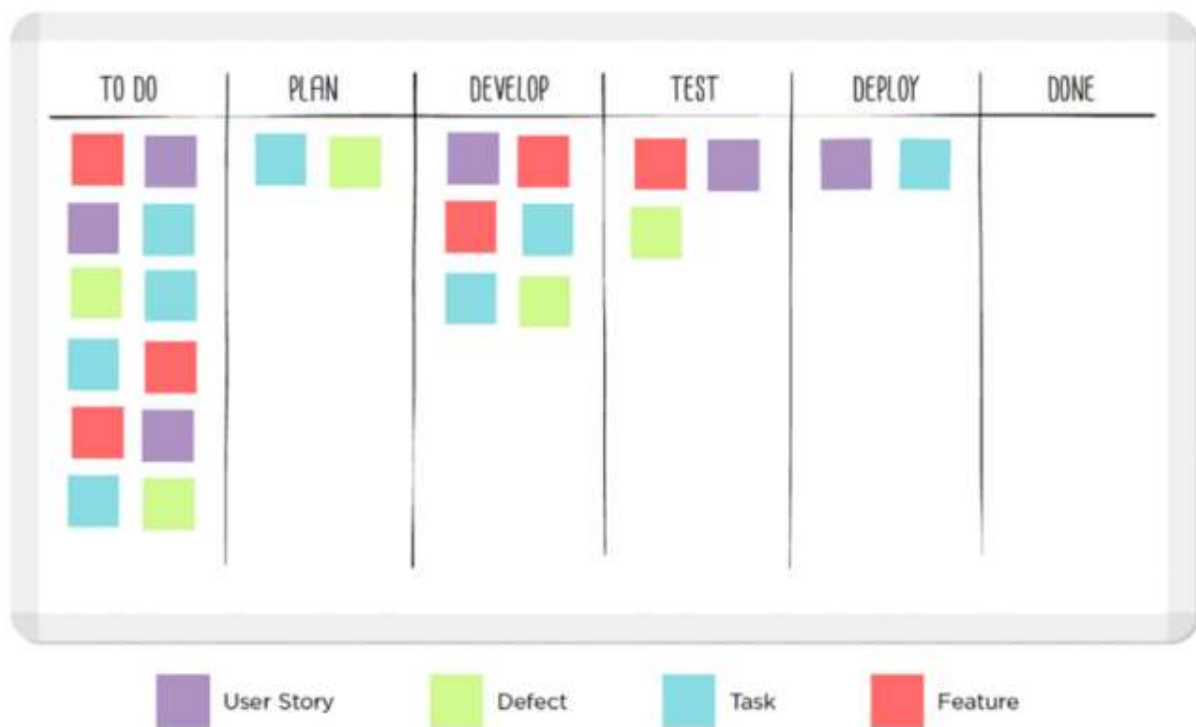 TO DO
PLAN
DEVELOP
TEST
DEPLOY
DONE
User Story
Defect
Task
Feature